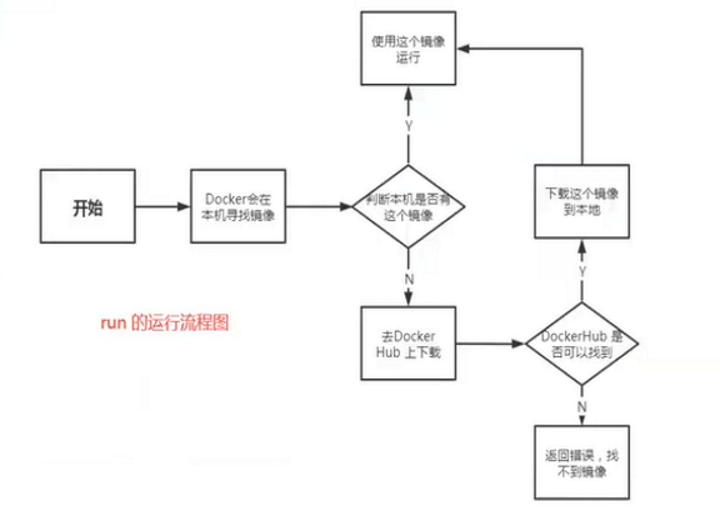 使用这个镜像
运行
Y
开始
Docker会在
本机寻找镜像
判断本机是否有
这个镜像
下载这个镜像
到本地
N
Y
run 的运行流程图
去Docker
Hub 上下载
DockerHub 是
否可以找到
N
返回错误，找
不到镜像